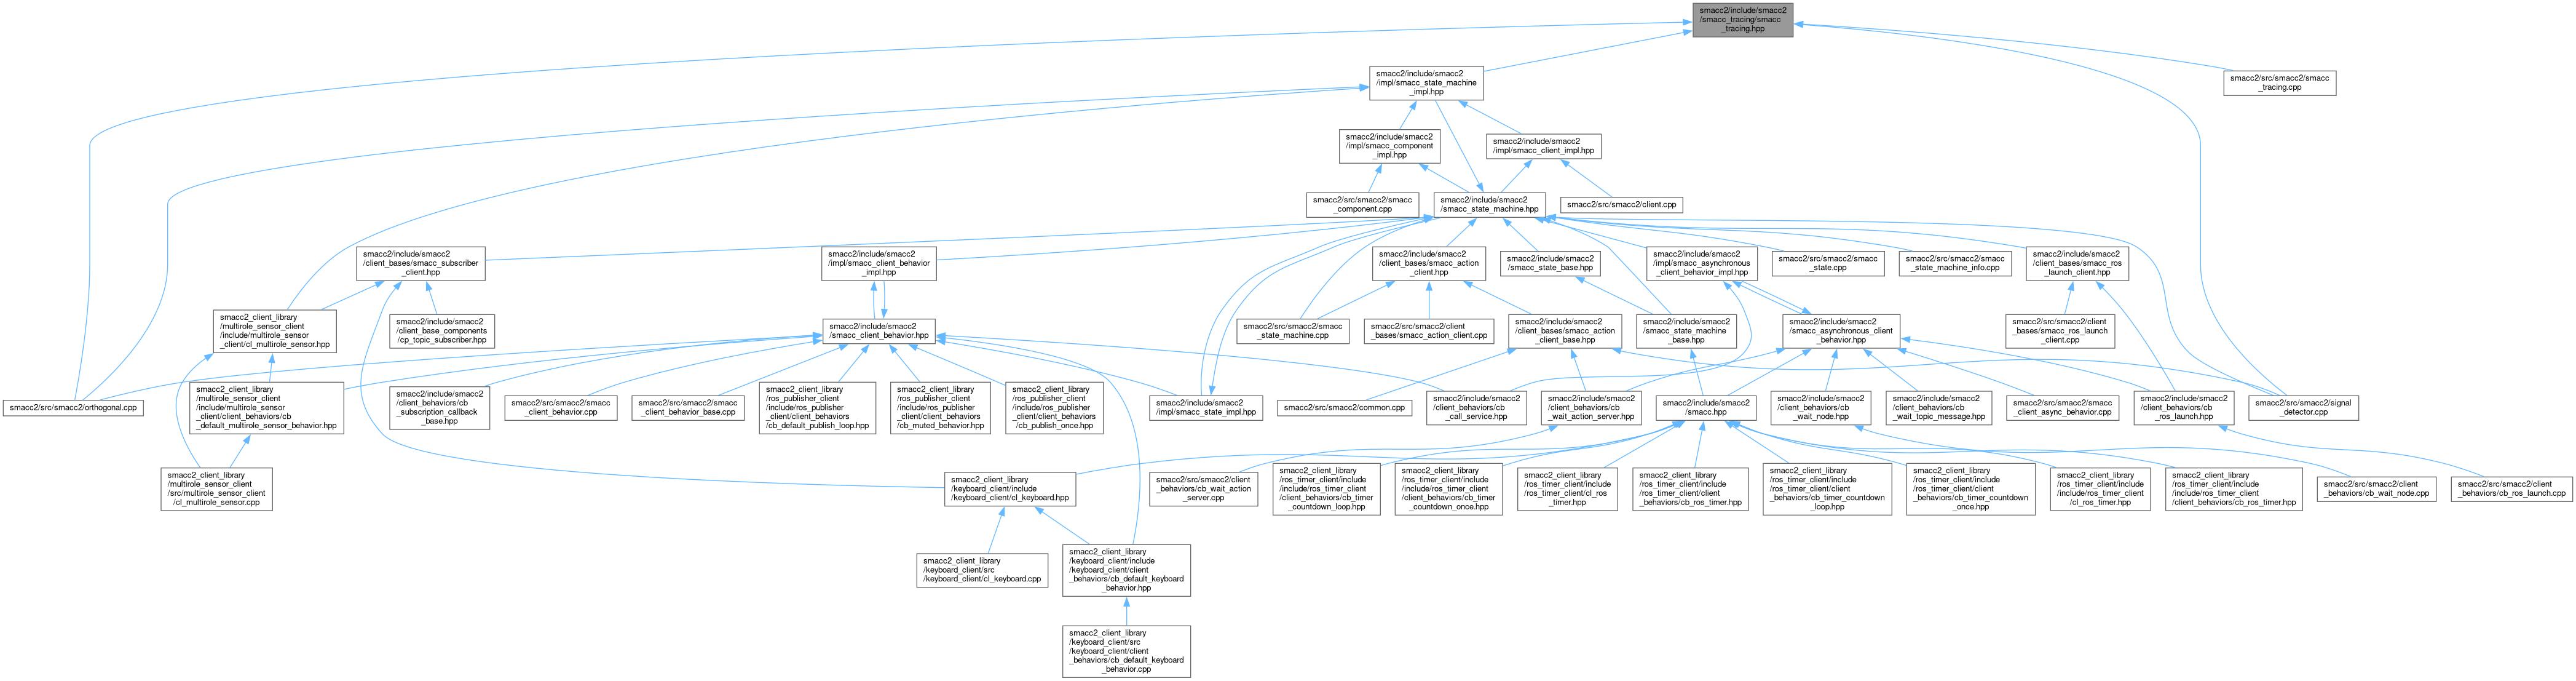 smacc2/include/smacc2
/smacc_tracing/smacc
_tracing.hpp
smacc2/include/smacc2
/impl/smacc_state_machine
_impl.hpp
smacc2/src/smacc2/smacc
_tracing.cpp
smacc2/include/smacc2
/impl/smacc_component
_impl.hpp
smacc2/include/smacc2
/impl/smacc_client_impl.hpp
smacc2/src/smacc2/smacc
_component.cpp
smacc2/include/smacc2
/smacc_state_machine.hpp
smacc2/src/smacc2/client.cpp
smacc2/include/smacc2
/client_bases/smacc_subscriber
_client.hpp
smacc2/include/smacc2
/impl/smacc_client_behavior
_impl.hpp
smacc2/include/smacc2
/client_bases/smacc_action
_client.hpp
smacc2/include/smacc2
/smacc_state_base.hpp
smacc2/include/smacc2
/impl/smacc_asynchronous
_client_behavior_impl.hpp
smacc2/src/smacc2/smacc
_state.cpp
smacc2/src/smacc2/smacc
_state_machine_info.cpp
smacc2/include/smacc2
/client_bases/smacc_ros
_launch_client.hpp
smacc2_client_library
/multirole_sensor_client
/include/multirole_sensor
_client/cl_multirole_sensor.hpp
smacc2/include/smacc2
/client_base_components
/cp_topic_subscriber.hpp
smacc2/include/smacc2
/smacc_client_behavior.hpp
smacc2/src/smacc2/smacc
_state_machine.cpp
smacc2/src/smacc2/client
_bases/smacc_action_client.cpp
smacc2/include/smacc2
/client_bases/smacc_action
_client_base.hpp
smacc2/include/smacc2
/smacc_state_machine
_base.hpp
smacc2/include/smacc2
/smacc_asynchronous_client
_behavior.hpp
smacc2/src/smacc2/client
_bases/smacc_ros_launch
_client.cpp
smacc2/src/smacc2/orthogonal.cpp
smacc2_client_library
/multirole_sensor_client
/include/multirole_sensor
_client/client_behaviors/cb
_default_multirole_sensor_behavior.hpp
smacc2/include/smacc2
/client_behaviors/cb
_subscription_callback
_base.hpp
smacc2/src/smacc2/smacc
_client_behavior.cpp
smacc2/src/smacc2/smacc
_client_behavior_base.cpp
smacc2_client_library
/ros_publisher_client
/include/ros_publisher
_client/client_behaviors
/cb_default_publish_loop.hpp
smacc2_client_library
/ros_publisher_client
/include/ros_publisher
_client/client_behaviors
/cb_muted_behavior.hpp
smacc2_client_library
/ros_publisher_client
/include/ros_publisher
_client/client_behaviors
/cb_publish_once.hpp
smacc2/include/smacc2
/impl/smacc_state_impl.hpp
smacc2/src/smacc2/common.cpp
smacc2/include/smacc2
/client_behaviors/cb
_call_service.hpp
smacc2/include/smacc2
/client_behaviors/cb
_wait_action_server.hpp
smacc2/include/smacc2
/smacc.hpp
smacc2/include/smacc2
/client_behaviors/cb
_wait_node.hpp
smacc2/include/smacc2
/client_behaviors/cb
_wait_topic_message.hpp
smacc2/src/smacc2/smacc
_client_async_behavior.cpp
smacc2/include/smacc2
/client_behaviors/cb
_ros_launch.hpp
smacc2/src/smacc2/signal
_detector.cpp
smacc2_client_library
/multirole_sensor_client
/src/multirole_sensor_client
/cl_multirole_sensor.cpp
smacc2_client_library
/keyboard_client/include
/keyboard_client/cl_keyboard.hpp
smacc2/src/smacc2/client
_behaviors/cb_wait_action
_server.cpp
smacc2_client_library
/ros_timer_client/include
/include/ros_timer_client
/client_behaviors/cb_timer
_countdown_loop.hpp
smacc2_client_library
/ros_timer_client/include
/include/ros_timer_client
/client_behaviors/cb_timer
_countdown_once.hpp
smacc2_client_library
/ros_timer_client/include
/ros_timer_client/cl_ros
_timer.hpp
smacc2_client_library
/ros_timer_client/include
/ros_timer_client/client
_behaviors/cb_ros_timer.hpp
smacc2_client_library
/ros_timer_client/include
/ros_timer_client/client
_behaviors/cb_timer_countdown
_loop.hpp
smacc2_client_library
/ros_timer_client/include
/ros_timer_client/client
_behaviors/cb_timer_countdown
_once.hpp
smacc2_client_library
/ros_timer_client/include
/include/ros_timer_client
/cl_ros_timer.hpp
smacc2_client_library
/ros_timer_client/include
/include/ros_timer_client
/client_behaviors/cb_ros_timer.hpp
smacc2/src/smacc2/client
_behaviors/cb_wait_node.cpp
smacc2/src/smacc2/client
_behaviors/cb_ros_launch.cpp
smacc2_client_library
/keyboard_client/src
/keyboard_client/cl_keyboard.cpp
smacc2_client_library
/keyboard_client/include
/keyboard_client/client
_behaviors/cb_default_keyboard
_behavior.hpp
smacc2_client_library
/keyboard_client/src
/keyboard_client/client
_behaviors/cb_default_keyboard
_behavior.cpp